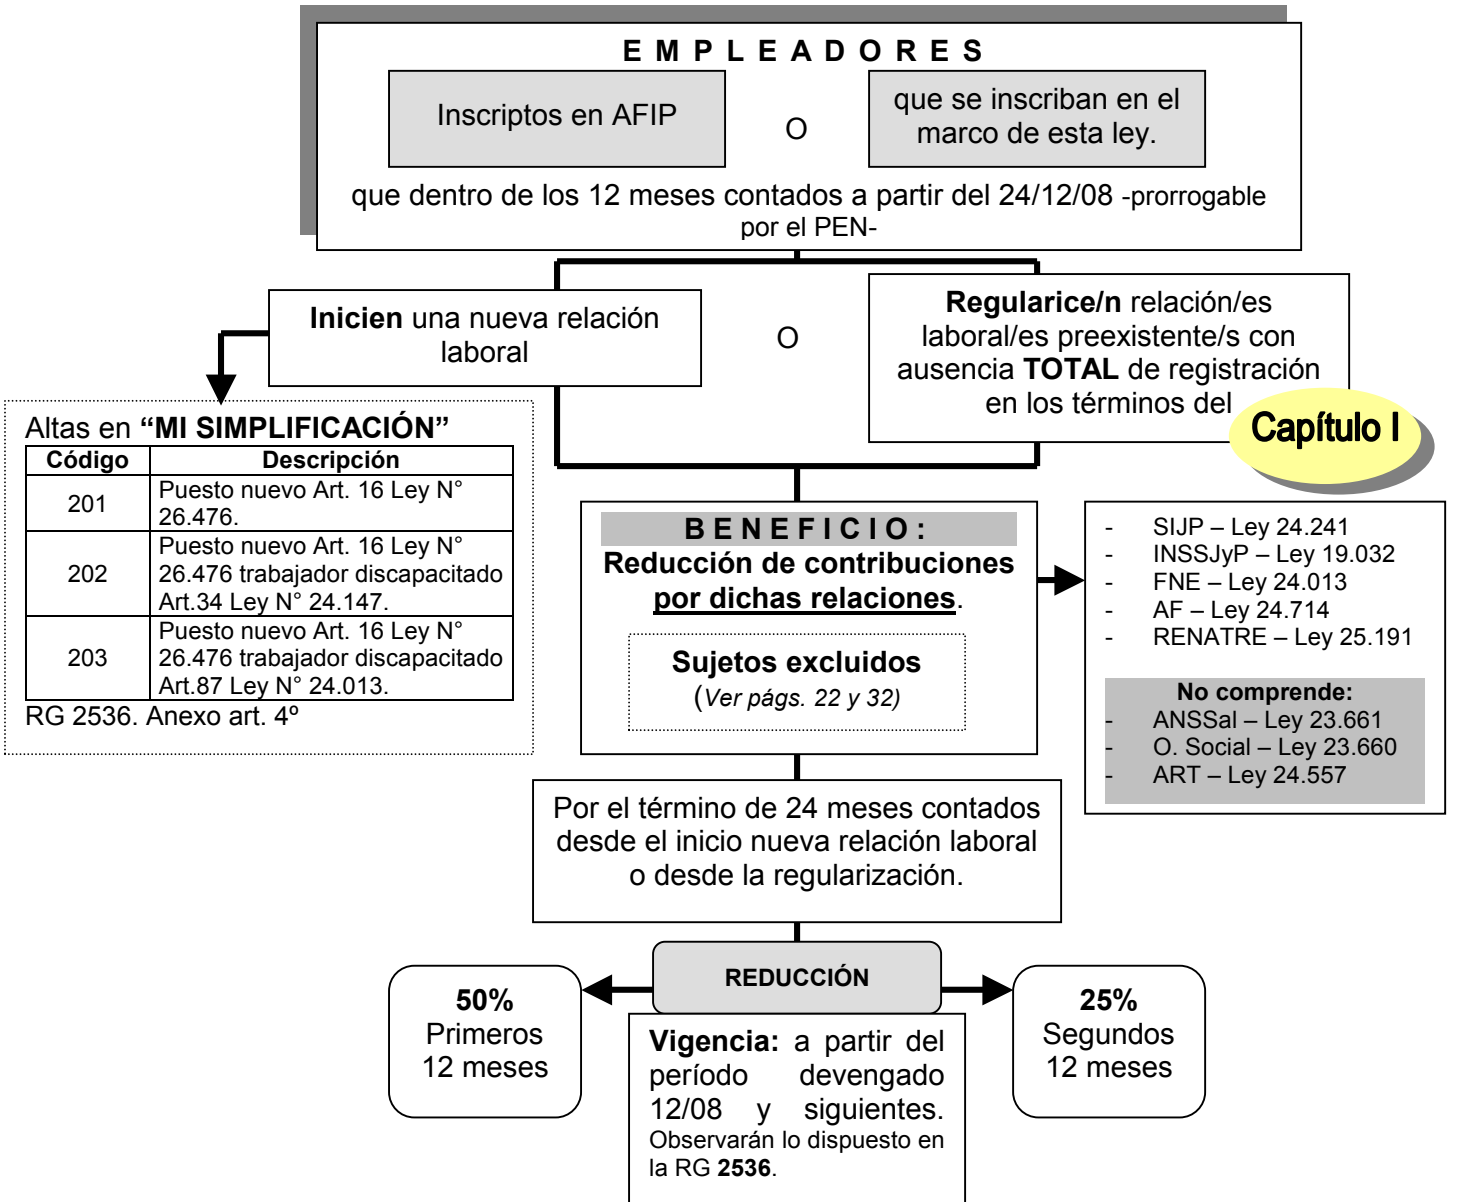 E M P L E A D O R E S
Inscriptos en AFIP
O
que se inscriban en el
marco de esta ley.
que dentro de los 12 meses contados a partir del 24/12/08 -prorrogable
por el PEN-
Inicien una nueva relación
laboral
O
Regularice/n relación/es
laboral/es preexistente/s con
ausencia TOTAL de registración
en los términos del
Capítulo I
Altas en “MI SIMPLIFICACIÓN”
Código Descripción
201 Puesto nuevo Art. 16 Ley N°
26.476.
202 Puesto nuevo Art. 16 Ley N°
26.476 trabajador discapacitado
Art.34 Ley N° 24.147.
203 Puesto nuevo Art. 16 Ley N°
26.476 trabajador discapacitado
Art.87 Ley N° 24.013.
RG 2536. Anexo art. 4º
B E N E F I C I O :
Reducción de contribuciones
por dichas relaciones.
Sujetos excluidos
(Ver págs. 22 y 32)
- SIJP – Ley 24.241
- INSSJyP – Ley 19.032
- FNE – Ley 24.013
- AF – Ley 24.714
- RENATRE – Ley 25.191
No comprende:
- ANSSal – Ley 23.661
- O. Social – Ley 23.660
- ART – Ley 24.557
Por el término de 24 meses contados
desde el inicio nueva relación laboral
o desde la regularización.
REDUCCIÓN
50%
Primeros
12 meses
Vigencia: a partir del
período devengado
12/08 y siguientes.
Observarán lo dispuesto en
la RG 2536.
25%
Segundos
12 meses